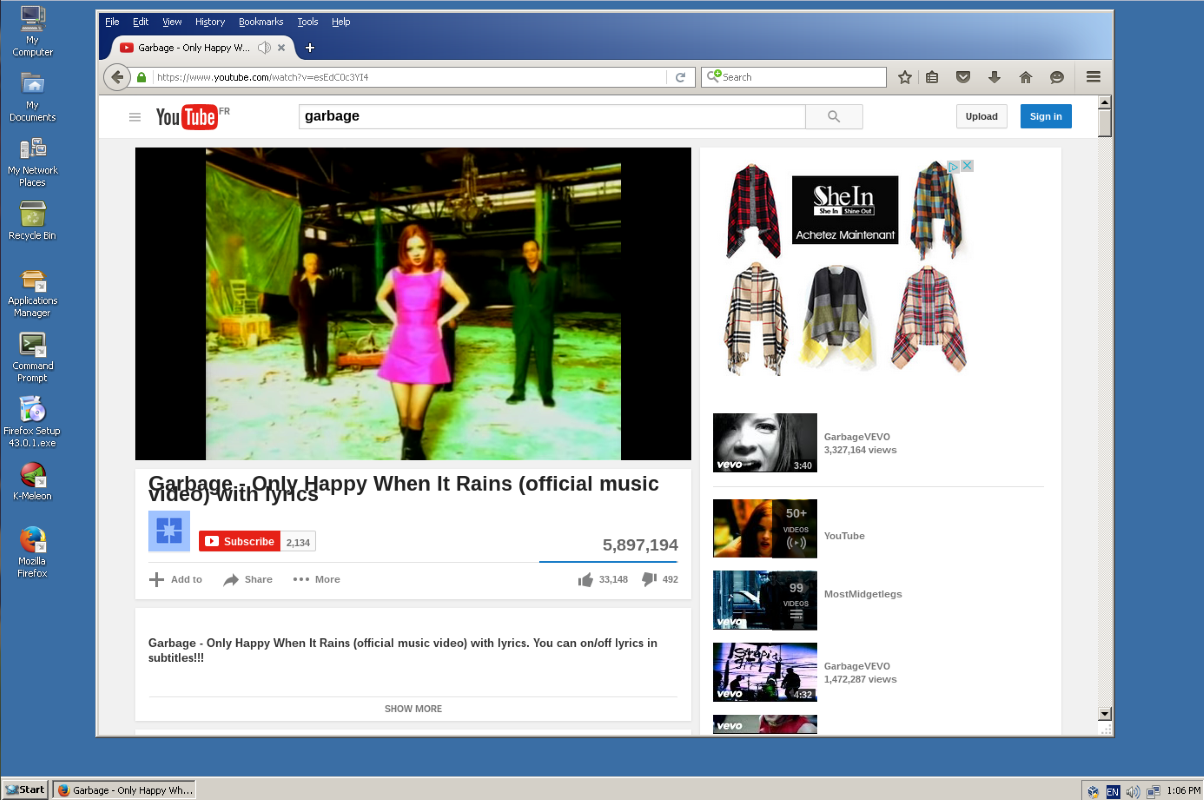 My
Computer
My
Documents
My Network
Places
Recycle Bin
Applications
Manager
Command
Prompt
Firefox Setup
43.0.1.exe
K-Meleon
Mozilla
Firefox
File Edit View History Bookmarks Tools Help
Garbage - Only Happy W...
https://www.youtube.com/watch?v=esEdC0c3YI4
Search
YouTube FR
garbage
Upload
Sign in
SheIn
She In Shine Out
Achetez Maintenant
Garbage - Only Happy When It Rains (official music
video) with lyrics
Subscribe 2,134
5,897,194
Add to Share More
33,148 492
Garbage - Only Happy When It Rains (official music video) with lyrics. You can on/off lyrics in
subtitles!!!
SHOW MORE
vevo 3:40
GarbageVEVO
3,327,164 views
50+
VIDEOS
YouTube
99
VIDEOS
vevo
MostMidgetlegs
Stupid
girl
vevo 4:32
GarbageVEVO
1,472,287 views
vevo
Start
Garbage - Only Happy Wh...
EN
1:06 PM